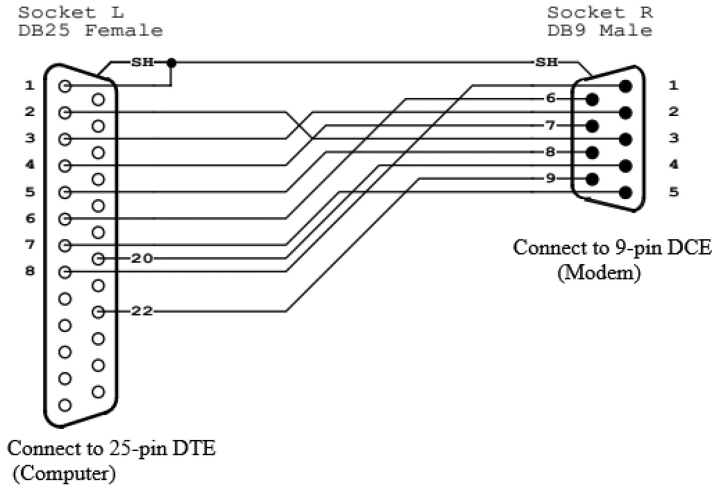 Socket L
DB25 Female
Socket R
DB9 Male
SH
SH
1
2
3
4
5
6
7
8
20
22
6
7
8
9
1
2
3
4
5
Connect to 9-pin DCE
(Modem)
Connect to 25-pin DTE
(Computer)